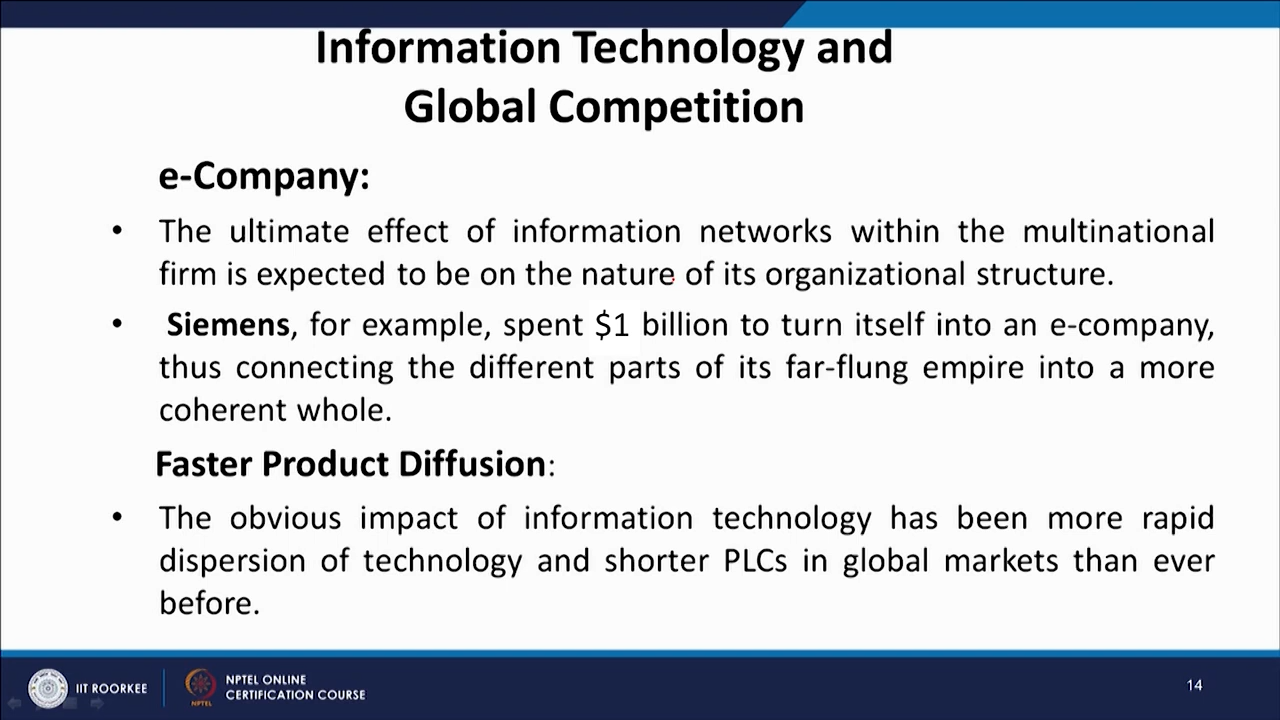 Information Technology and
Global Competition
e-Company:
• The ultimate effect of information networks within the multinational
firm is expected to be on the nature of its organizational structure.
• Siemens, for example, spent $1 billion to turn itself into an e-company,
thus connecting the different parts of its far-flung empire into a more
coherent whole.
Faster Product Diffusion:
• The obvious impact of information technology has been more rapid
dispersion of technology and shorter PLCs in global markets than ever
before.
IIT ROORKEE
NPTEL
NPTEL ONLINE
CERTIFICATION COURSE
14